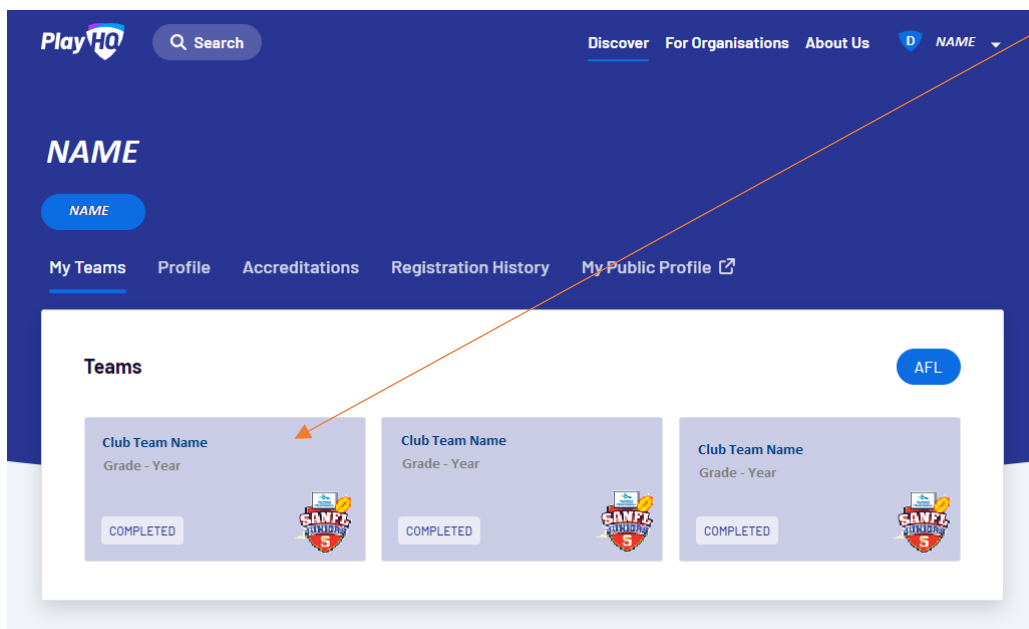 PlayHQ Search Discover For Organisations About Us D NAME
NAME
NAME
My Teams Profile Accreditations Registration History My Public Profile
Teams AFL
Club Team Name
Grade - Year
COMPLETED
SANFL
JUNIORS
S
Club Team Name
Grade - Year
COMPLETED
SANFL
JUNIORS
S
Club Team Name
Grade - Year
COMPLETED
SANFL
JUNIORS
S